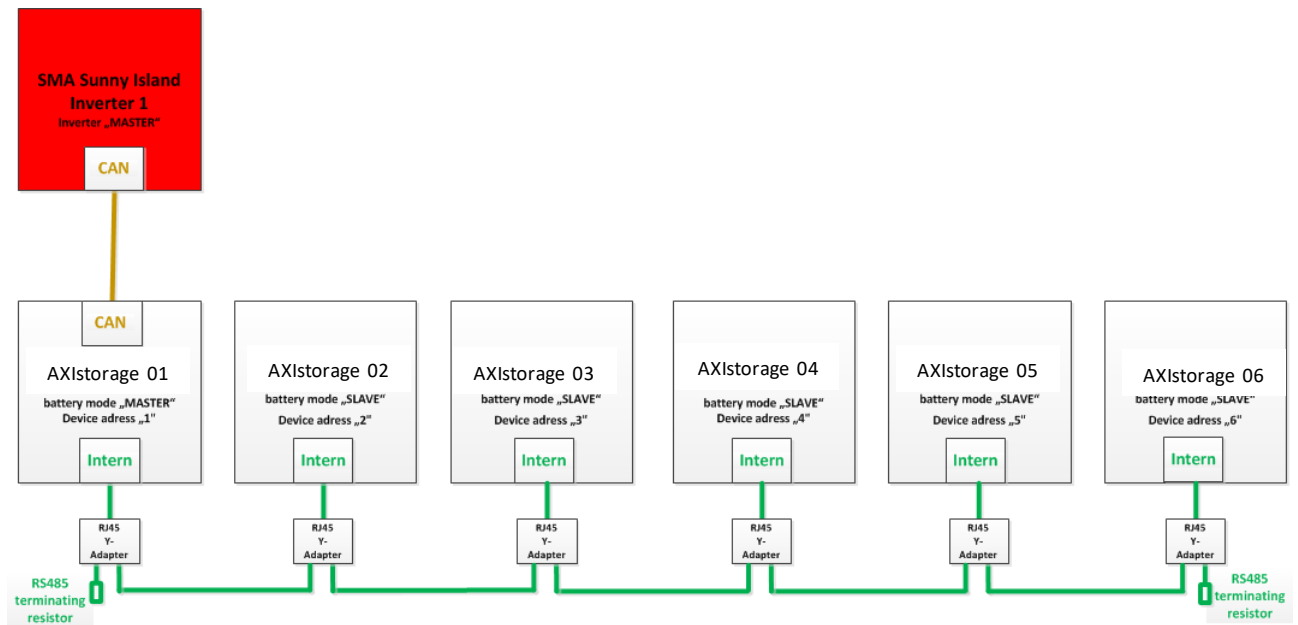 SMA Sunny Island
Inverter 1
Inverter „MASTER“
CAN
CAN
AXIstorage 01
battery mode „MASTER“
Device adress „1"
Intern
AXIstorage 02
battery mode „SLAVE“
Device adress „2"
Intern
AXIstorage 03
battery mode „SLAVE“
Device adress „3"
Intern
AXIstorage 04
battery mode „SLAVE“
Device adress „4"
Intern
AXIstorage 05
battery mode „SLAVE“
Device adress „5"
Intern
AXIstorage 06
battery mode „SLAVE“
Device adress „6"
Intern
RJ45
Y-
Adapter
RJ45
Y-
Adapter
RJ45
Y-
Adapter
RJ45
Y-
Adapter
RJ45
Y-
Adapter
RJ45
Y-
Adapter
RS485
terminating
resistor
RS485
terminating
resistor